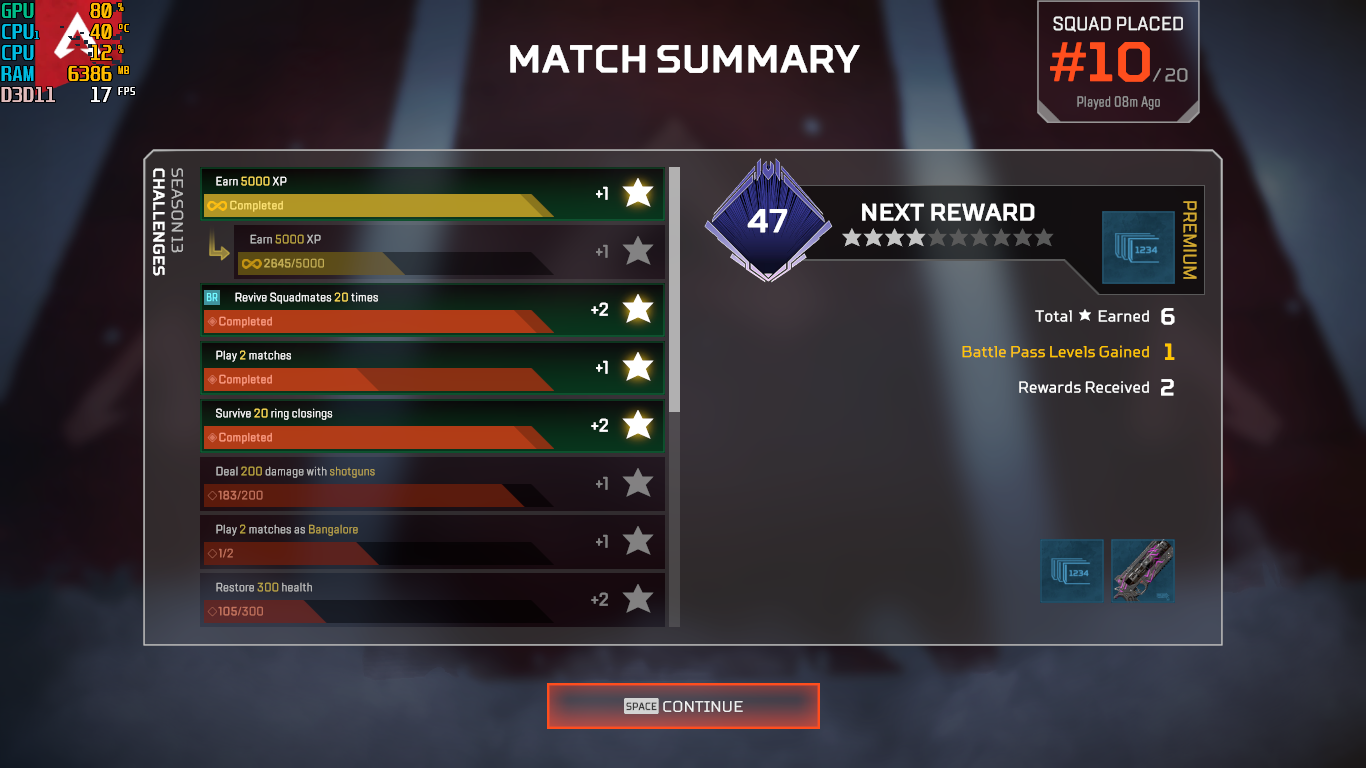 GPU 80 %
CPU1 40 °C
CPU 12 %
RAM 6386 MB
D3D11 17 FPS
MATCH SUMMARY
SQUAD PLACED
#10/20
Played 08m Ago
SEASON 13
CHALLENGES
Earn 5000 XP
Completed
+1
Earn 5000 XP
2645/5000
+1
BR Revive Squadmates 20 times
Completed
+2
Play 2 matches
Completed
+1
Survive 20 ring closings
Completed
+2
Deal 200 damage with shotguns
183/200
+1
Play 2 matches as Bangalore
1/2
+1
Restore 300 health
105/300
+2
47
NEXT REWARD
1234
PREMIUM
Total ★ Earned 6
Battle Pass Levels Gained 1
Rewards Received 2
1234
SPACE CONTINUE